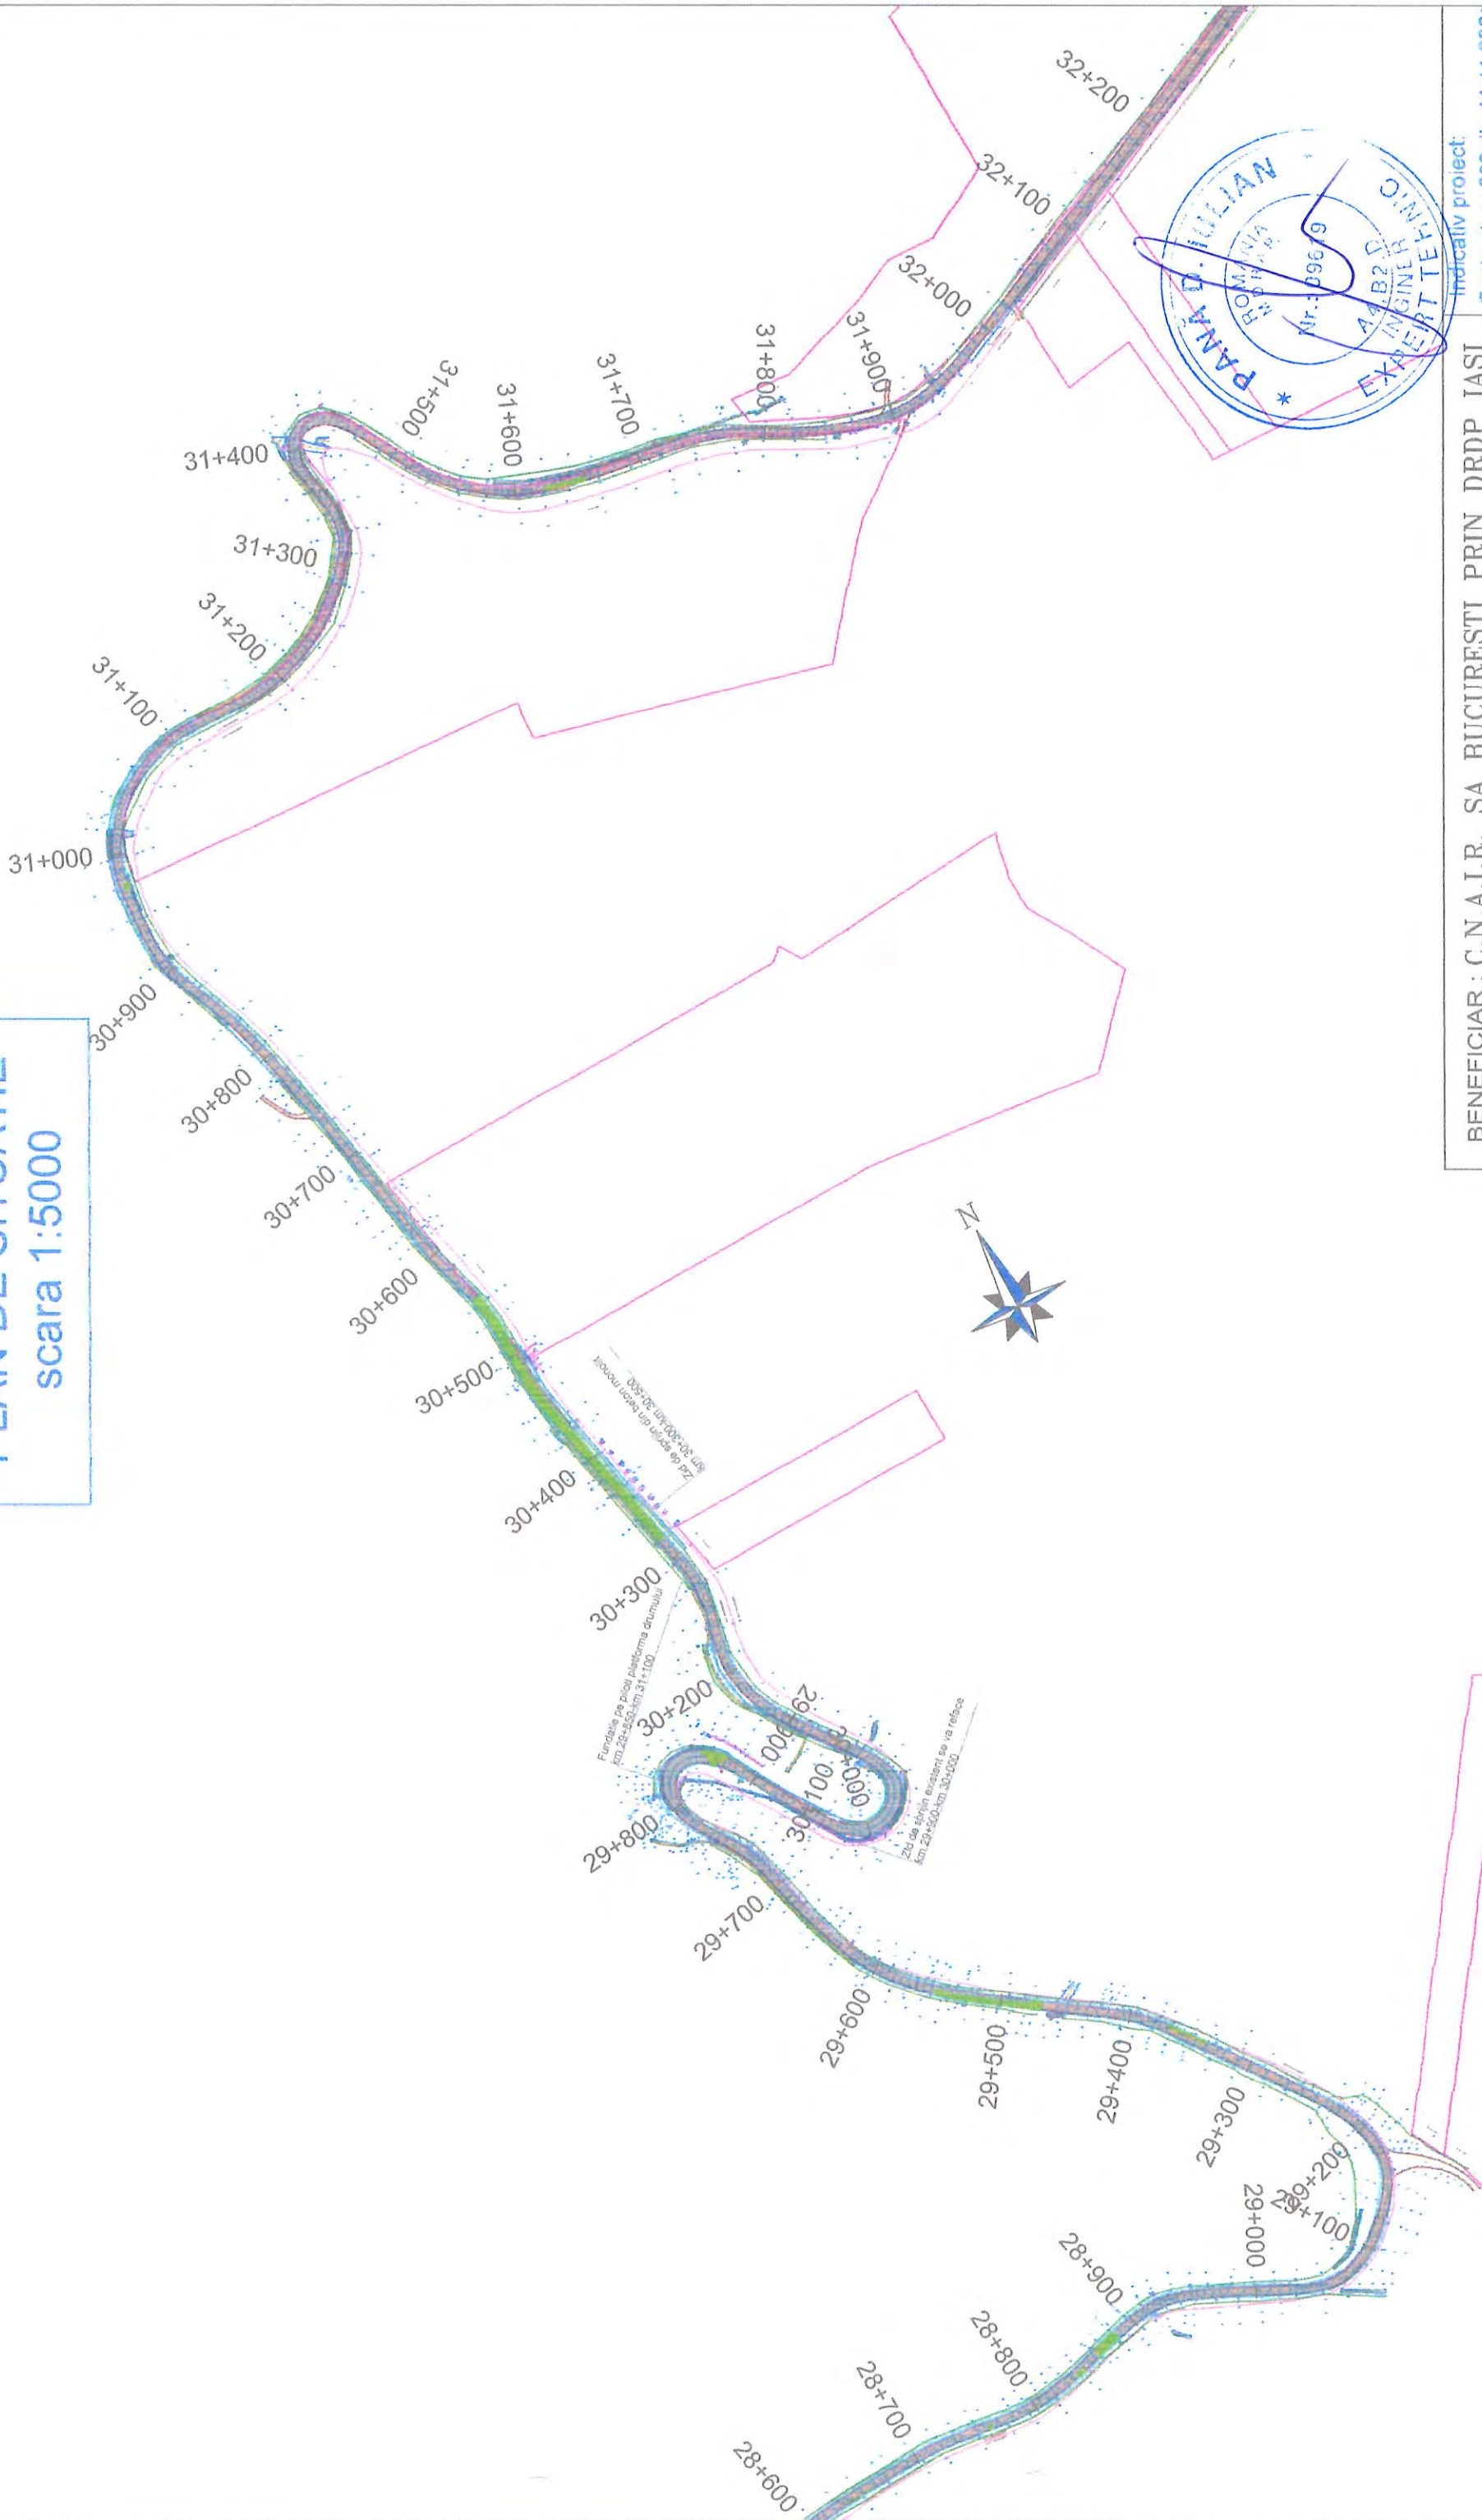 scara 1:5000
32+200
32+100
32+000
31+900
31+800
31+700
31+600
31+500
31+400
31+300
31+200
31+100
31+000
30+900
30+800
30+700
30+600
30+500
30+400
30+300
30+200
30+100
29+800
29+700
29+600
29+500
29+400
29+300
29+200
29+100
29+000
28+900
28+800
28+700
28+600
N
Zid de sprijin din beton monolit
km 30+300-km 30+500
Fundatie pe piloti platforma drumului
km.29+850-km.31+100
Zid de sprijin existent se va reface
km.29+900-km.30+000
* PANĂ D. IULIAN
ROMANIA
Nr.
A4 B2 D
INGINER
EXPERT TEHNIC
Indicativ proiect:
BENEFICIAR: C.N.A.I.R. SA BUCURESTI PRIN DRDP IASI